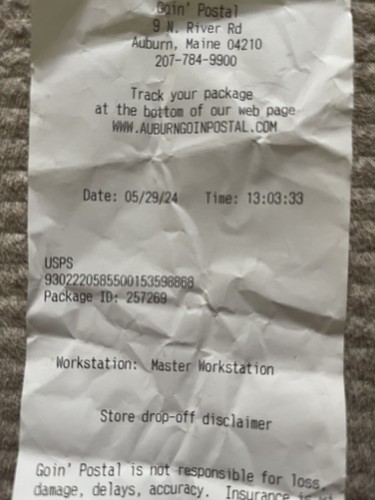 Goin' Postal
9 N. River Rd
Auburn, Maine 04210
207-784-9900
Track your package
at the bottom of our web page
WWW.AUBURNGOINPOSTAL.COM
Date: 05/29/24 Time: 13:03:33
USPS
9302220585500153598868
Package ID: 257269
Workstation: Master Workstation
Store drop-off disclaimer
Goin' Postal is not responsible for loss,
damage, delays, accuracy. Insurance